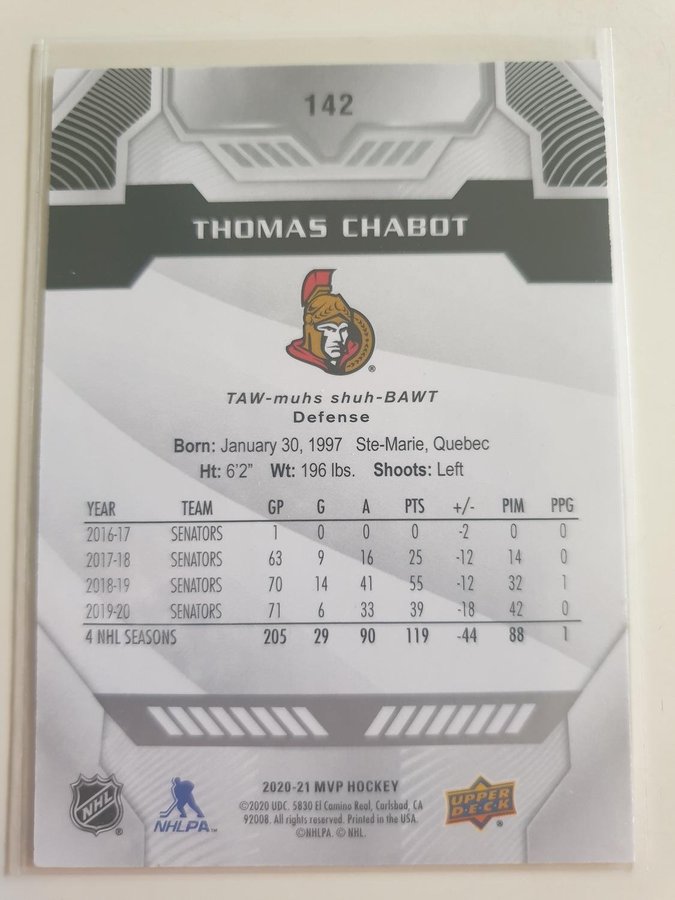 142
THOMAS CHABOT
®
TAW-muhs shuh-BAWT
Defense
Born: January 30, 1997 Ste-Marie, Quebec
Ht: 6'2" Wt: 196 lbs. Shoots: Left
YEAR TEAM GP G A PTS +/- PIM PPG
2016-17 SENATORS 1 0 0 0 -2 0 0
2017-18 SENATORS 63 9 16 25 -12 14 0
2018-19 SENATORS 70 14 41 55 -12 32 1
2019-20 SENATORS 71 6 33 39 -18 42 0
4 NHL SEASONS 205 29 90 119 -44 88 1
2020-21 MVP HOCKEY
©2020 UDC. 5830 El Camino Real, Carlsbad, CA
92008. All rights reserved. Printed in the USA.
©NHLPA. © NHL.
NHL ®
NHLPA™
UPPER
D·E·C·K ®